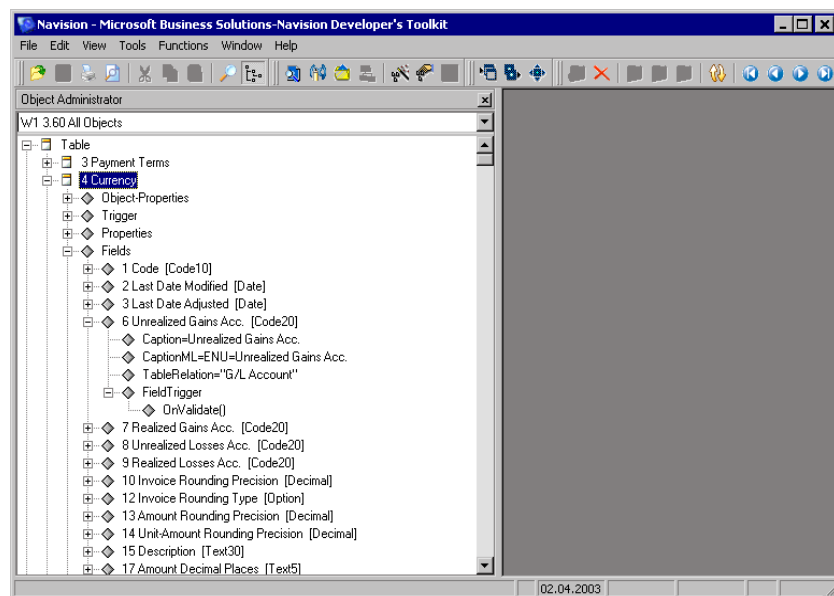 Navision - Microsoft Business Solutions-Navision Developer's Toolkit
File Edit View Tools Functions Window Help
Object Administrator
W1 3.60 All Objects
Table
3 Payment Terms
4 Currency
Object-Properties
Trigger
Properties
Fields
1 Code [Code10]
2 Last Date Modified [Date]
3 Last Date Adjusted [Date]
6 Unrealized Gains Acc. [Code20]
Caption=Unrealized Gains Acc.
CaptionML=ENU=Unrealized Gains Acc.
TableRelation="G/L Account"
FieldTrigger
OnValidate()
7 Realized Gains Acc. [Code20]
8 Unrealized Losses Acc. [Code20]
9 Realized Losses Acc. [Code20]
10 Invoice Rounding Precision [Decimal]
12 Invoice Rounding Type [Option]
13 Amount Rounding Precision [Decimal]
14 Unit-Amount Rounding Precision [Decimal]
15 Description [Text30]
17 Amount Decimal Places [Text5]
02.04.2003